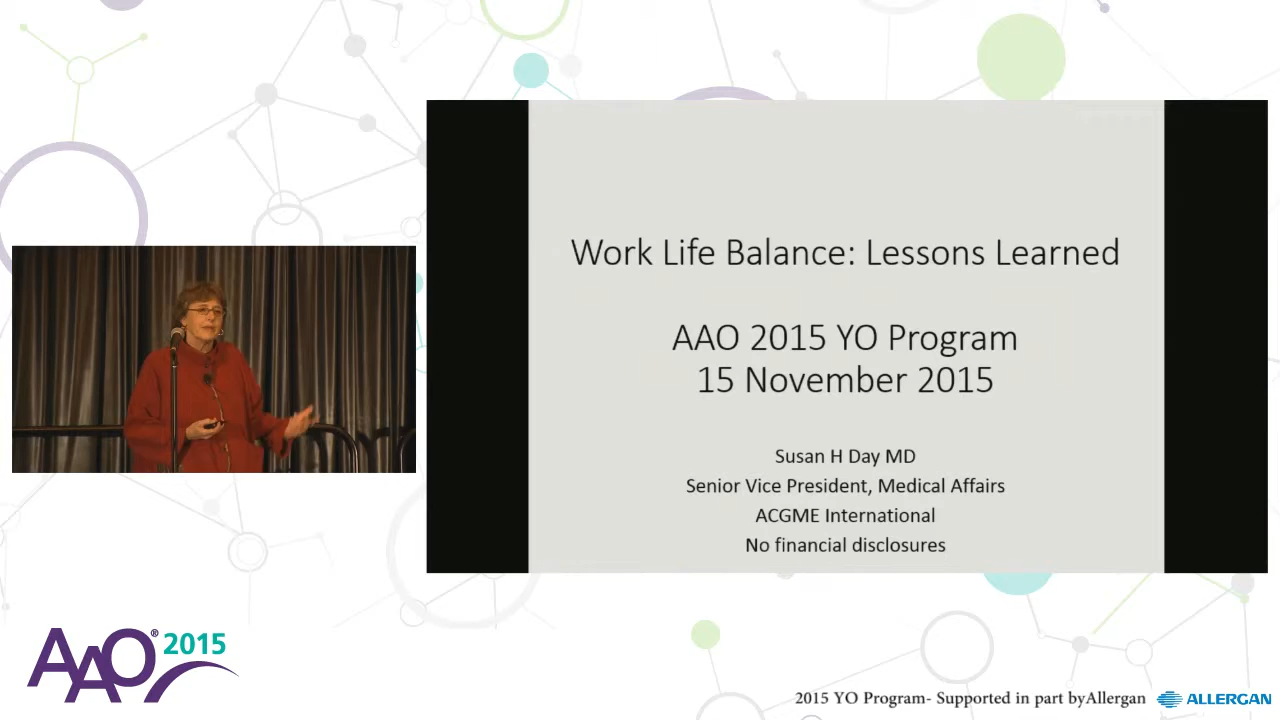 Work Life Balance: Lessons Learned
AAO 2015 YO Program
15 November 2015
Susan H Day MD
Senior Vice President, Medical Affairs
ACGME International
No financial disclosures
AAO® 2015
2015 YO Program- Supported in part byAllergan
ALLERGAN